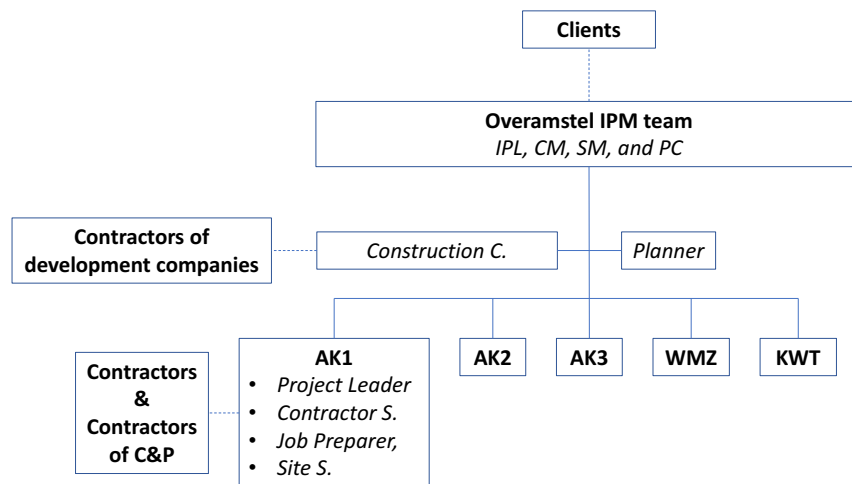 Clients
Overamstel IPM team
IPL, CM, SM, and PC
Contractors of
development companies
Construction C.
Planner
AK1
• Project Leader
• Contractor S.
• Job Preparer,
• Site S.
AK2
AK3
WMZ
KWT
Contractors
&
Contractors
of C&P